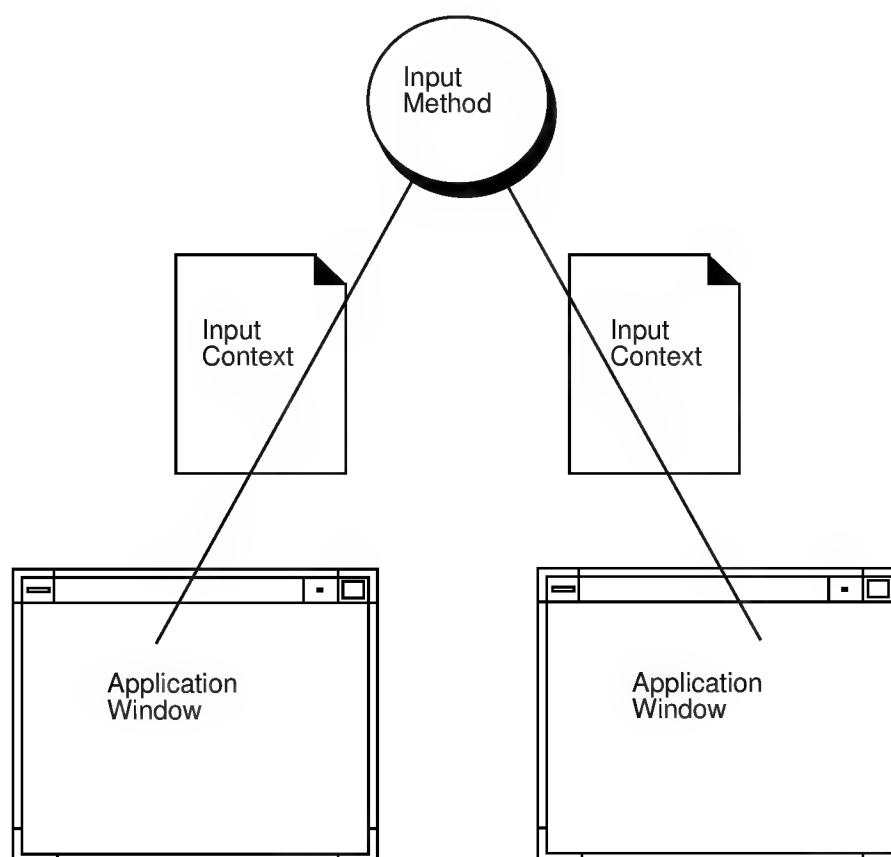 Input
Method
Input
Context
Input
Context
Application
Window
Application
Window